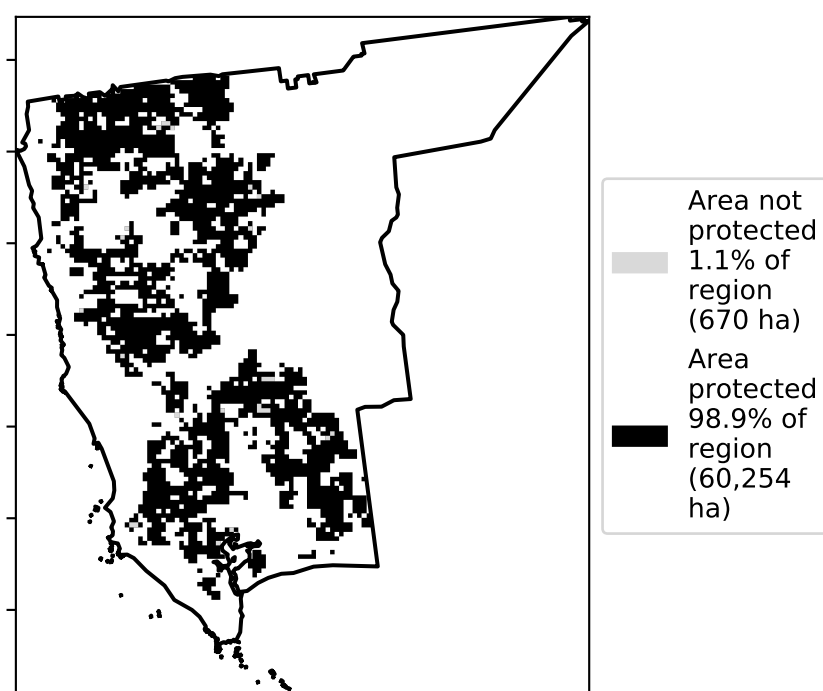 Area not
protected
1.1% of
region
(670 ha)
Area
protected
98.9% of
region
(60,254
ha)